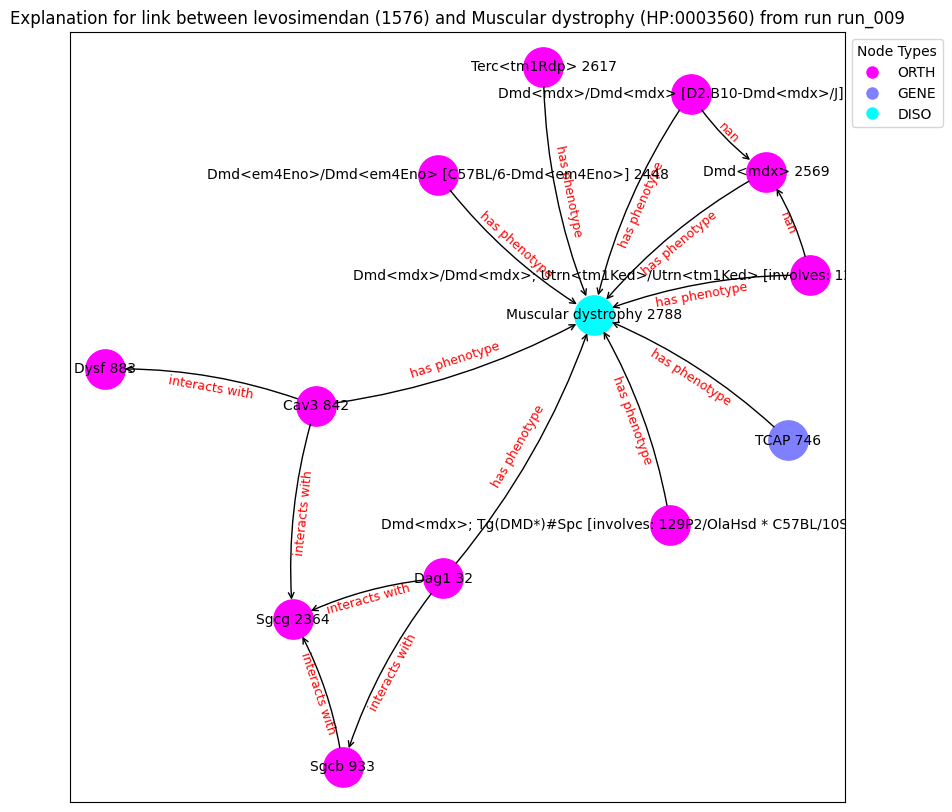 Explanation for link between levosimendan (1576) and Muscular dystrophy (HP:0003560) from run run_009
Node Types
ORTH
GENE
DISO
Terc<tm1Rdp> 2617
Dmd<mdx>/Dmd<mdx> [D2.B10-Dmd<mdx>/J]
nan
Dmd<em4Eno>/Dmd<em4Eno> [C57BL/6-Dmd<em4Eno>] 2448
Dmd<mdx> 2569
has phenotype
has phenotype
has phenotype
has phenotype
nan
Dmd<mdx>/Dmd<mdx>, Utrn<tm1Ked>/Utrn<tm1Ked> [involves: 12
has phenotype
Muscular dystrophy 2788
Dysf 883
interacts with
has phenotype
has phenotype
Cav3 842
has phenotype
has phenotype
TCAP 746
interacts with
Dmd<mdx>; Tg(DMD*)#Spc [involves: 129P2/OlaHsd * C57BL/10S
Dag1 32
interacts with
Sgcg 2364
interacts with
interacts with
Sgcb 933